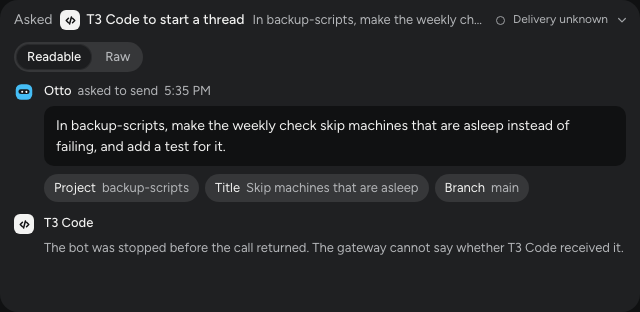 Asked T3 Code to start a thread In backup-scripts, make the weekly ch... Delivery unknown
Readable Raw
Otto asked to send 5:35 PM
In backup-scripts, make the weekly check skip machines that are asleep instead of
failing, and add a test for it.
Project backup-scripts Title Skip machines that are asleep Branch main
T3 Code
The bot was stopped before the call returned. The gateway cannot say whether T3 Code received it.